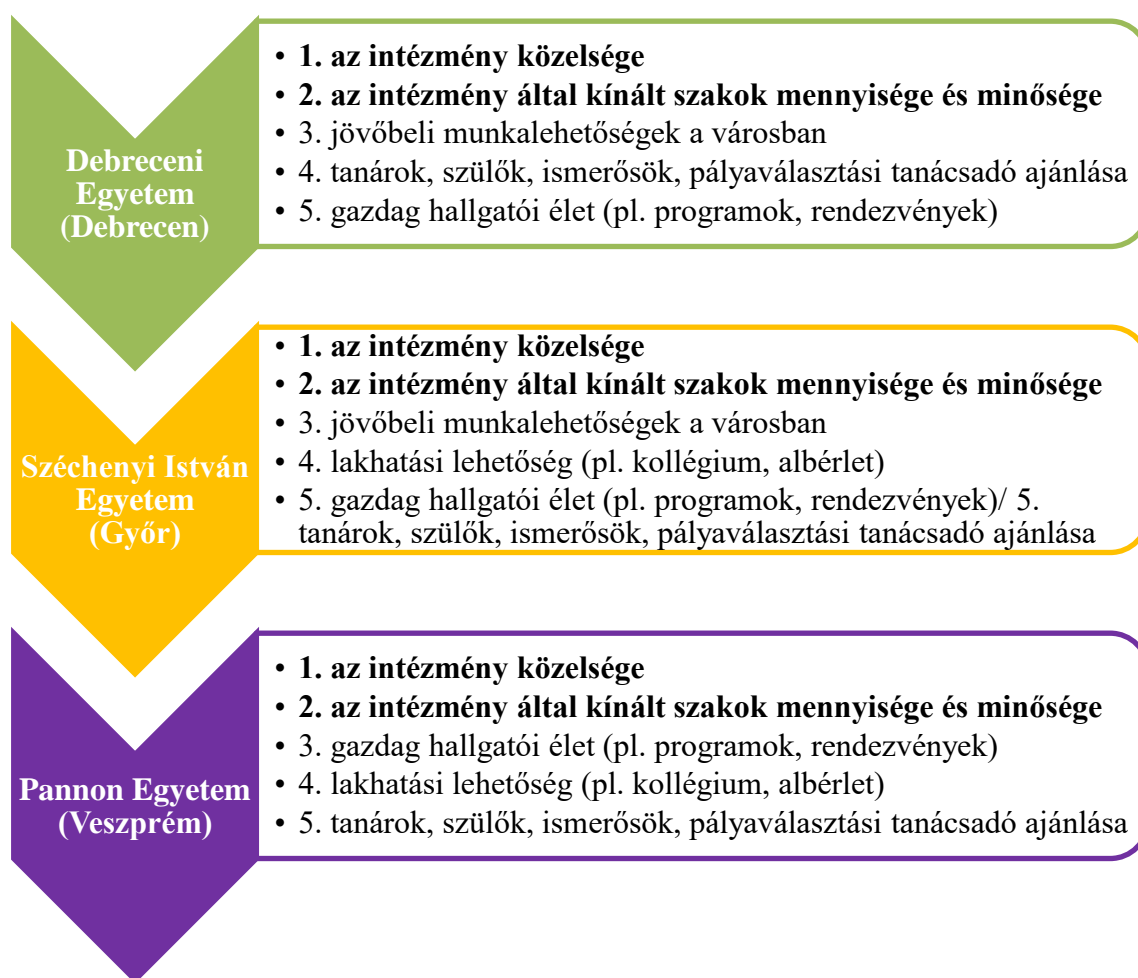 Debreceni
Egyetem
(Debrecen)
• 1. az intézmény közelsége
• 2. az intézmény által kínált szakok mennyisége és minősége
• 3. jövőbeli munkalehetőségek a városban
• 4. tanárok, szülők, ismerősök, pályaválasztási tanácsadó ajánlása
• 5. gazdag hallgatói élet (pl. programok, rendezvények)
Széchenyi István
Egyetem
(Győr)
• 1. az intézmény közelsége
• 2. az intézmény által kínált szakok mennyisége és minősége
• 3. jövőbeli munkalehetőségek a városban
• 4. lakhatási lehetőség (pl. kollégium, albérlet)
• 5. gazdag hallgatói élet (pl. programok, rendezvények)/ 5.
tanárok, szülők, ismerősök, pályaválasztási tanácsadó ajánlása
Pannon Egyetem
(Veszprém)
• 1. az intézmény közelsége
• 2. az intézmény által kínált szakok mennyisége és minősége
• 3. gazdag hallgatói élet (pl. programok, rendezvények)
• 4. lakhatási lehetőség (pl. kollégium, albérlet)
• 5. tanárok, szülők, ismerősök, pályaválasztási tanácsadó ajánlása